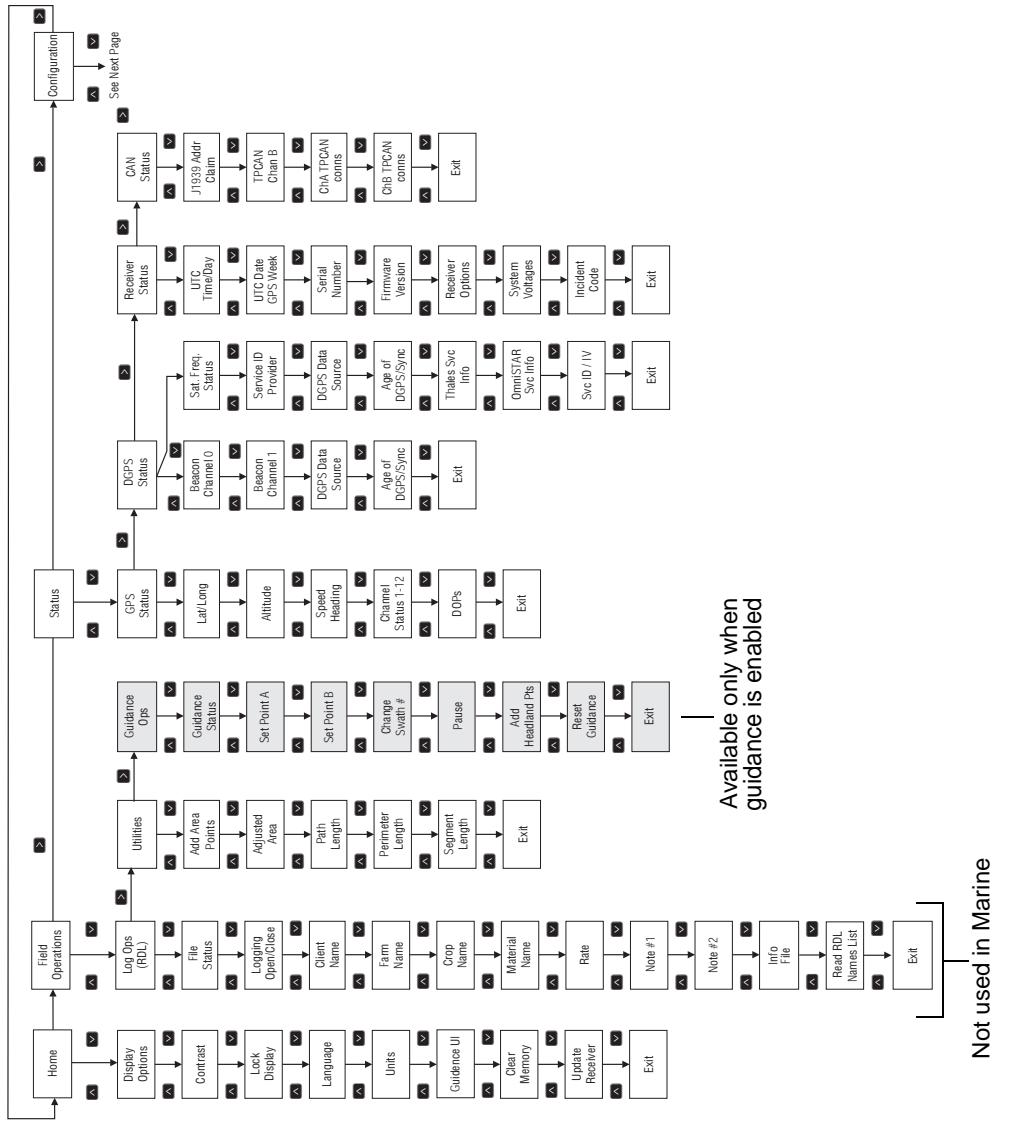 Home
Display
Options
Contrast
Lock
Display
Language
Units
Guidence UI
Clear
Memory
Update
Receiver
Exit
Field
Operations
Log Ops
(RDL)
File
Status
Logging
Open/Close
Client
Name
Farm
Name
Crop
Name
Material
Name
Rate
Note #1
Note #2
Info
File
Read RDL
Names List
Exit
Not used in Marine
Utilities
Add Area
Points
Adjusted
Area
Path
Length
Perimeter
Length
Segment
Length
Exit
Guidance
Ops
Guidance
Status
Set Point A
Set Point B
Change
Swath #
Pause
Add
Headland Pts
Reset
Guidance
Exit
Available only when
guidance is enabled
Status
GPS
Status
Lat/Long
Altitude
Speed
Heading
Channel
Status 1-12
DOPs
Exit
DGPS
Status
Beacon
Channel 0
Beacon
Channel 1
DGPS Data
Source
Age of
DGPS/Sync
Exit
Sat. Freq.
Status
Service ID
Provider
DGPS Data
Source
Age of
DGPS/Sync
Thales Svc
Info
OmniSTAR
Svc Info
Svc ID / IV
Exit
Receiver
Status
UTC
Time/Day
UTC Date
GPS Week
Serial
Number
Firmware
Version
Receiver
Options
System
Voltages
Incident
Code
Exit
CAN
Status
J1939 Addr
Claim
TPCAN
Chan B
ChA TPCAN
conns
ChB TPCAN
conns
Exit
Configuration
See Next Page